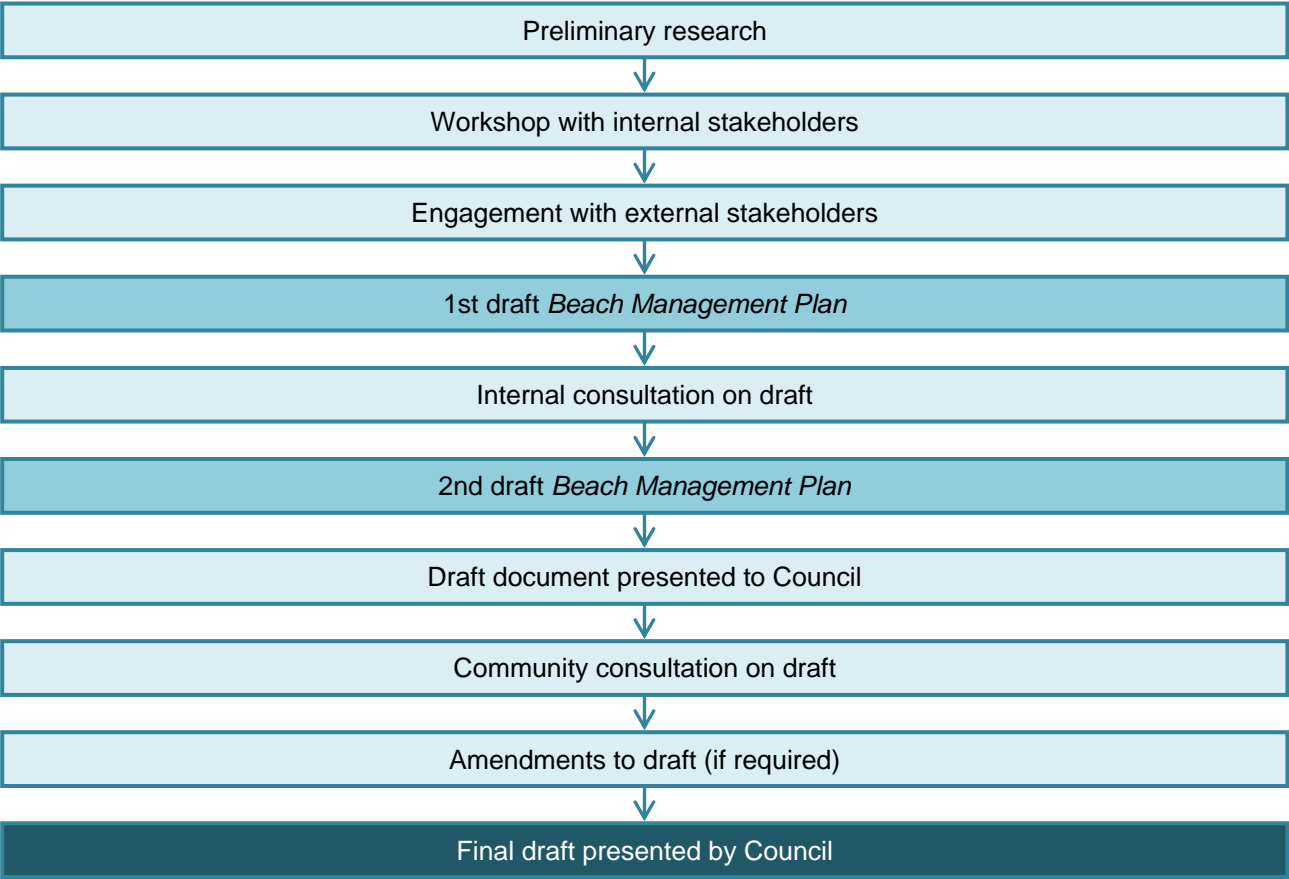 Preliminary research
Workshop with internal stakeholders
Engagement with external stakeholders
1st draft Beach Management Plan
Internal consultation on draft
2nd draft Beach Management Plan
Draft document presented to Council
Community consultation on draft
Amendments to draft (if required)
Final draft presented by Council